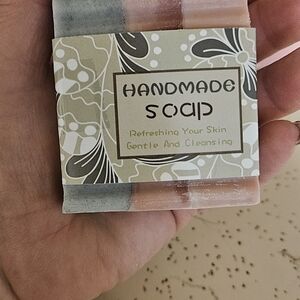 HANDMADE
SOAP
Refreshing Your Skin
Gentle And Cleansing